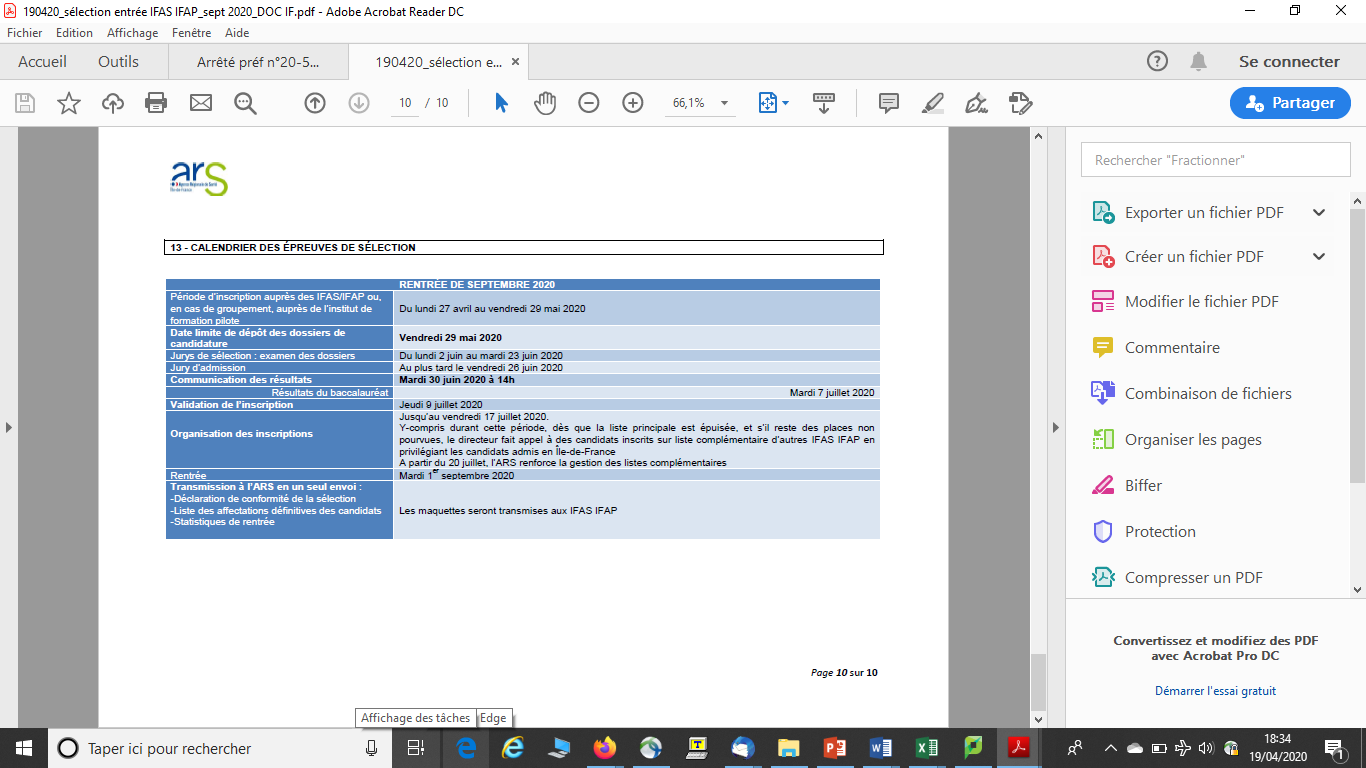 190420_sélection entrée IFAS IFAP_sept 2020_DOC IF.pdf - Adobe Acrobat Reader DC
Fichier Edition Affichage Fenêtre Aide
Accueil Outils Arrêté préf n°20-5... 190420_sélection e... × Se connecter
10 / 10 66,1% Partager
ars
Agence Régionale de Santé
Île-de-France
13 - CALENDRIER DES ÉPREUVES DE SÉLECTION
RENTRÉE DE SEPTEMBRE 2020
Période d'inscription auprès des IFAS/IFAP ou,
en cas de groupement, auprès de l'institut de
formation pilote
Du lundi 27 avril au vendredi 29 mai 2020
Date limite de dépôt des dossiers de
candidature
Vendredi 29 mai 2020
Jurys de sélection : examen des dossiers
Du lundi 2 juin au mardi 23 juin 2020
Jury d'admission
Au plus tard le vendredi 26 juin 2020
Communication des résultats
Mardi 30 juin 2020 à 14h
Résultats du baccalauréat
Mardi 7 juillet 2020
Validation de l'inscription
Jeudi 9 juillet 2020
Organisation des inscriptions
Jusqu'au vendredi 17 juillet 2020.
Y-compris durant cette période, dès que la liste principale est épuisée, et s'il reste des places non
pourvues, le directeur fait appel à des candidats inscrits sur liste complémentaire d'autres IFAS IFAP en
privilégiant les candidats admis en Île-de-France
A partir du 20 juillet, l'ARS renforce la gestion des listes complémentaires
Rentrée
Mardi 1er septembre 2020
Transmission à l'ARS en un seul envoi :
-Déclaration de conformité de la sélection
-Liste des affectations définitives des candidats
-Statistiques de rentrée
Les maquettes seront transmises aux IFAS IFAP
Page 10 sur 10
Rechercher "Fractionner"
Exporter un fichier PDF
Créer un fichier PDF
Modifier le fichier PDF
Commentaire
Combinaison de fichiers
Organiser les pages
Biffer
Protection
Compresser un PDF
Convertissez et modifiez des PDF
avec Acrobat Pro DC
Démarrer l'essai gratuit
Affichage des tâches Edge
Taper ici pour rechercher
18:34
19/04/2020
1